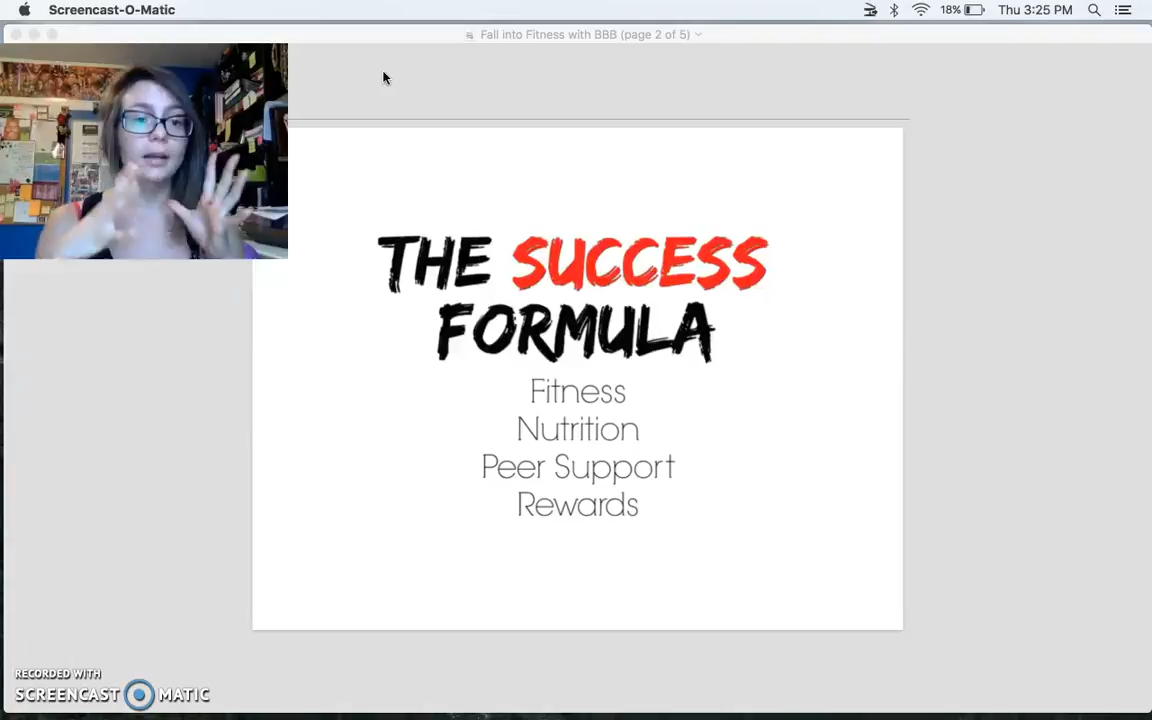 Screencast-O-Matic
18%
Thu 3:25 PM
Fall into Fitness with BBB (page 2 of 5)
THE SUCCESS
FORMULA
Fitness
Nutrition
Peer Support
Rewards
RECORDED WITH
SCREENCAST MATIC